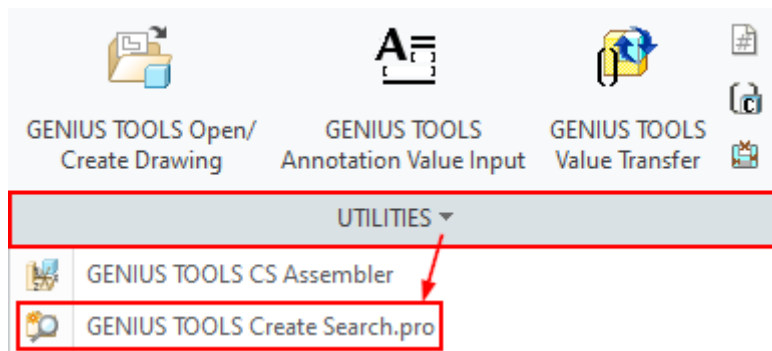 GENIUS TOOLS Open/
Create Drawing
GENIUS TOOLS
Annotation Value Input
GENIUS TOOLS
Value Transfer
UTILITIES
GENIUS TOOLS CS Assembler
GENIUS TOOLS Create Search.pro